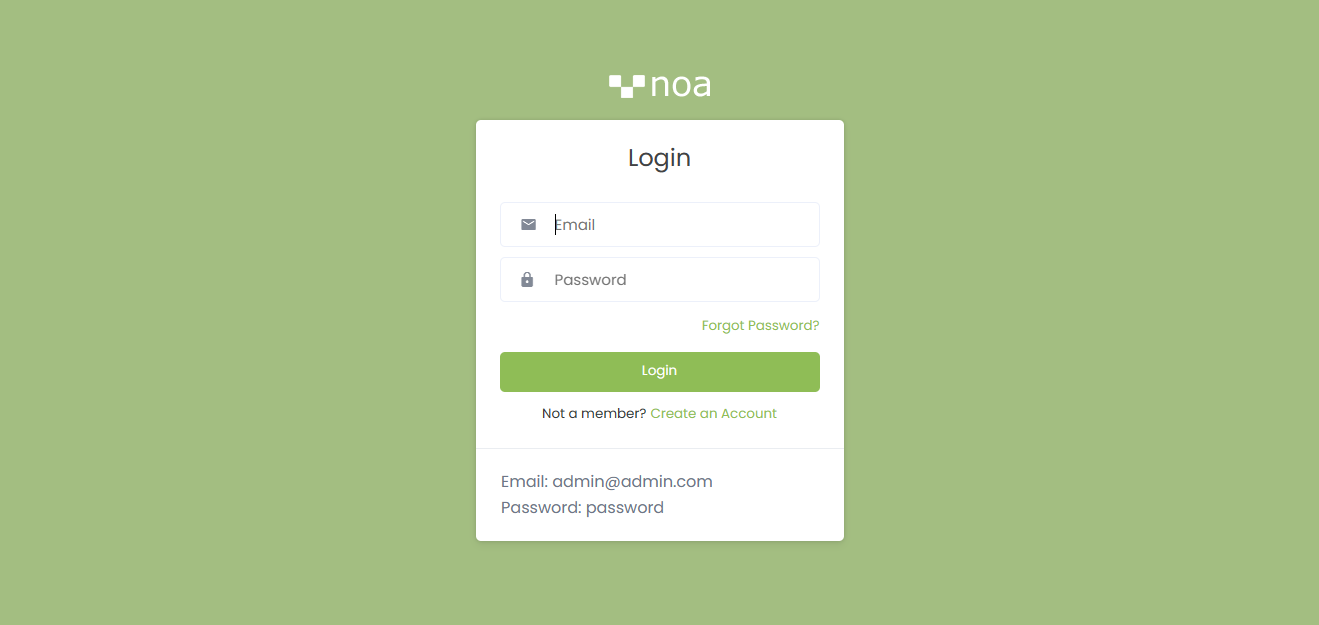 noa
Login
Email
Password
Forgot Password?
Login
Not a member? Create an Account
Email: admin@admin.com
Password: password